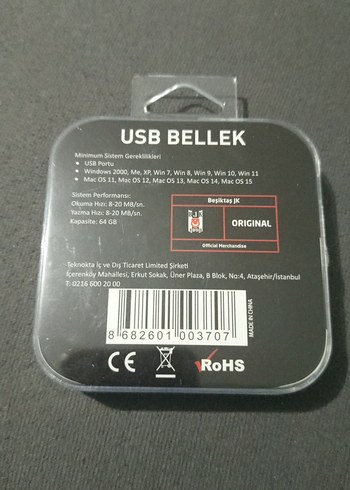 USB BELLEK
Minimum Sistem Gereklilikleri
• USB Portu
• Windows 2000, Me, XP, Win 7, Win 8, Win 9, Win 10, Win 11
• Mac OS 11, Mac OS 12, Mac OS 13, Mac OS 14, Mac OS 15
Sistem Performansı:
Okuma Hızı: 8-20 MB/sn.
Yazma Hızı: 8-20 MB/sn.
Kapasite: 64 GB
Beşiktaş JK
ORIGINAL
Official Merchandise
Teknokta İç ve Dış Ticaret Limited Şirketi
İçerenköy Mahallesi, Erkut Sokak, Üner Plaza, B Blok, No:4, Ataşehir/İstanbul
T: 0216 600 20 00
8 682601 003707
MADE IN CHINA
CE
RoHS